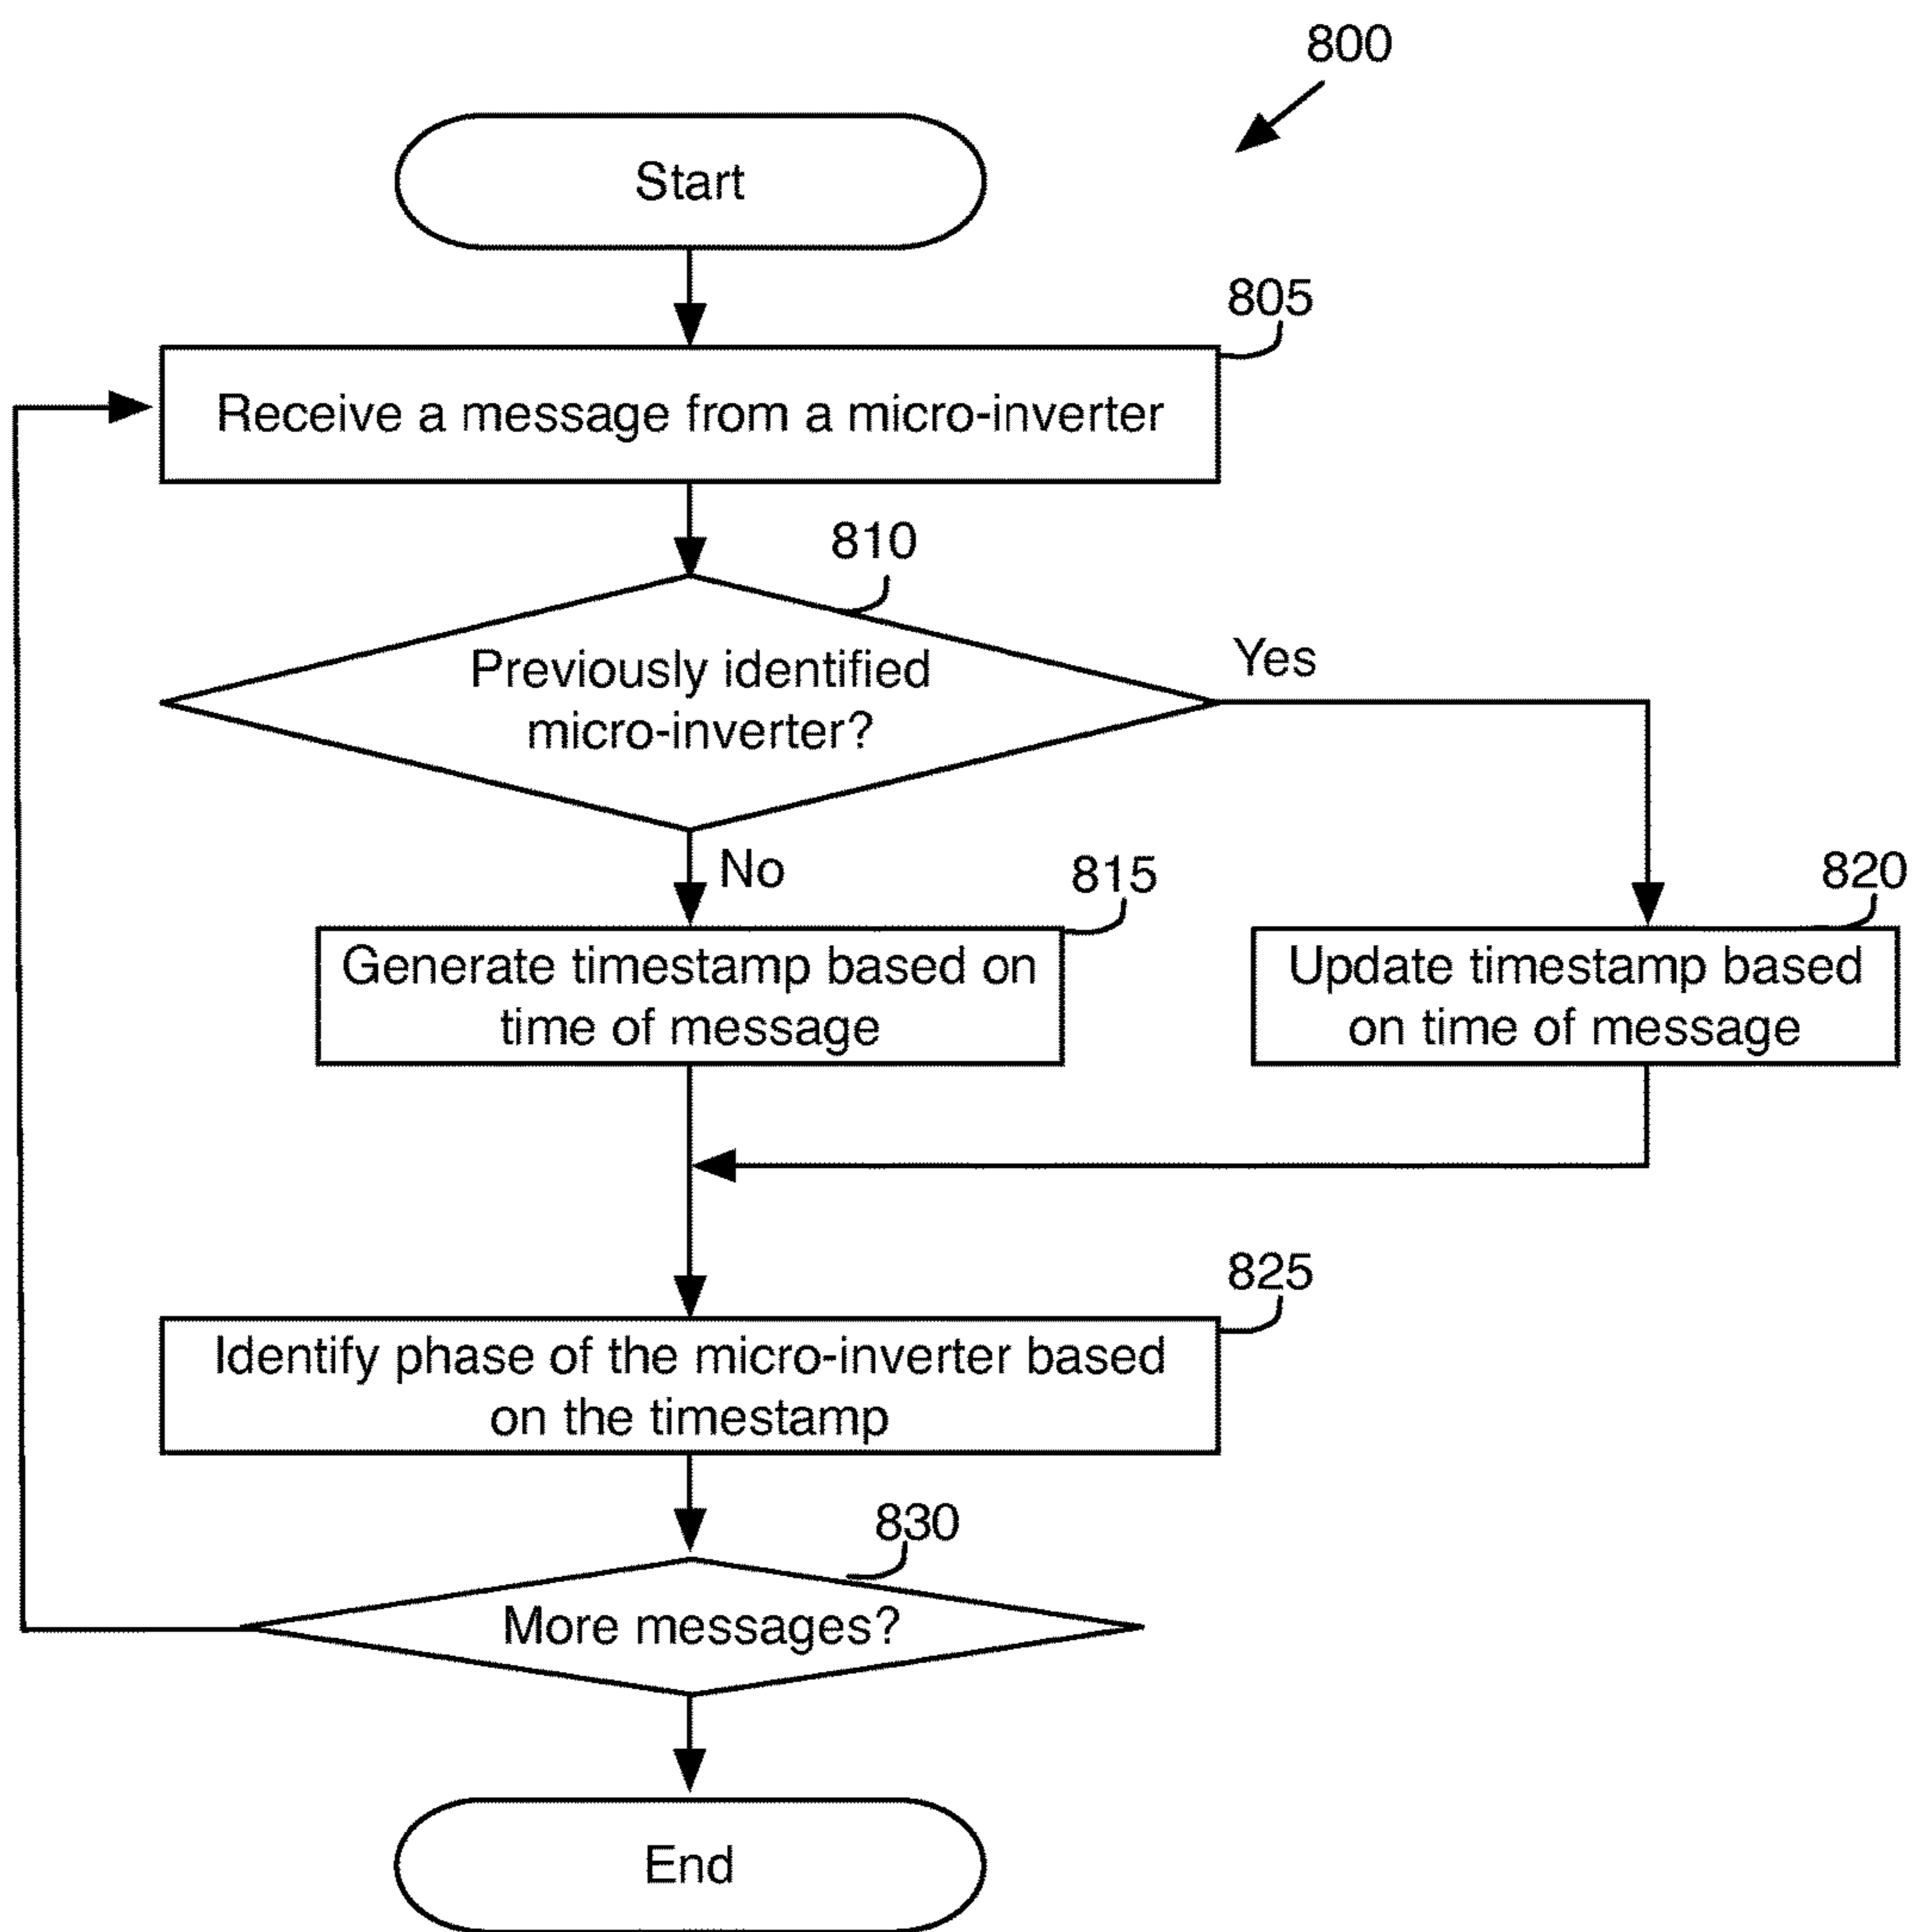 800
Start
805
Receive a message from a micro-inverter
810
Previously identified
micro-inverter?
Yes
No
815
820
Generate timestamp based on
time of message
Update timestamp based
on time of message
825
Identify phase of the micro-inverter based
on the timestamp
830
More messages?
End